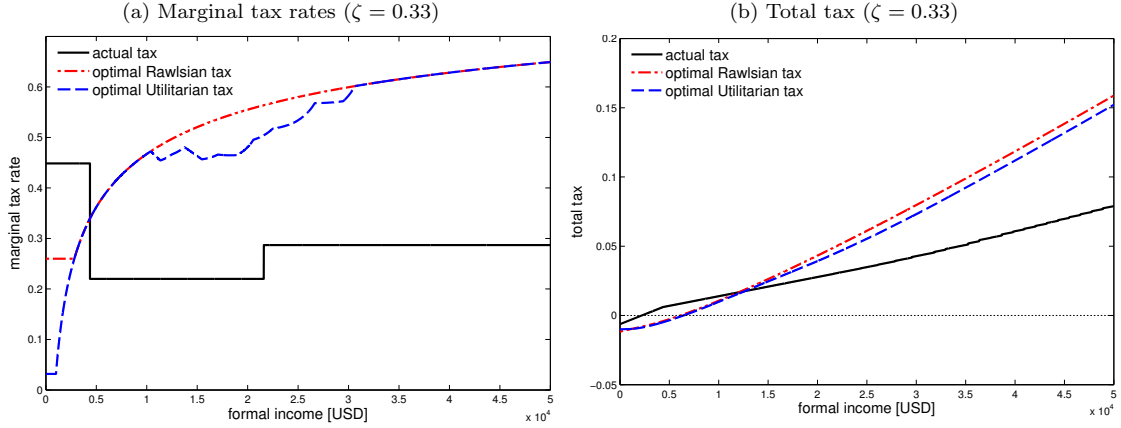 (a) Marginal tax rates (ζ = 0.33)
actual tax
optimal Rawlsian tax
optimal Utilitarian tax
0.6
0.5
0.4
0.3
0.2
0.1
0
marginal tax rate
0 0.5 1 1.5 2 2.5 3 3.5 4 4.5 5
formal income [USD]
x 10⁴
(b) Total tax (ζ = 0.33)
actual tax
optimal Rawlsian tax
optimal Utilitarian tax
0.2
0.15
0.1
0.05
0
−0.05
total tax
0 0.5 1 1.5 2 2.5 3 3.5 4 4.5 5
formal income [USD]
x 10⁴